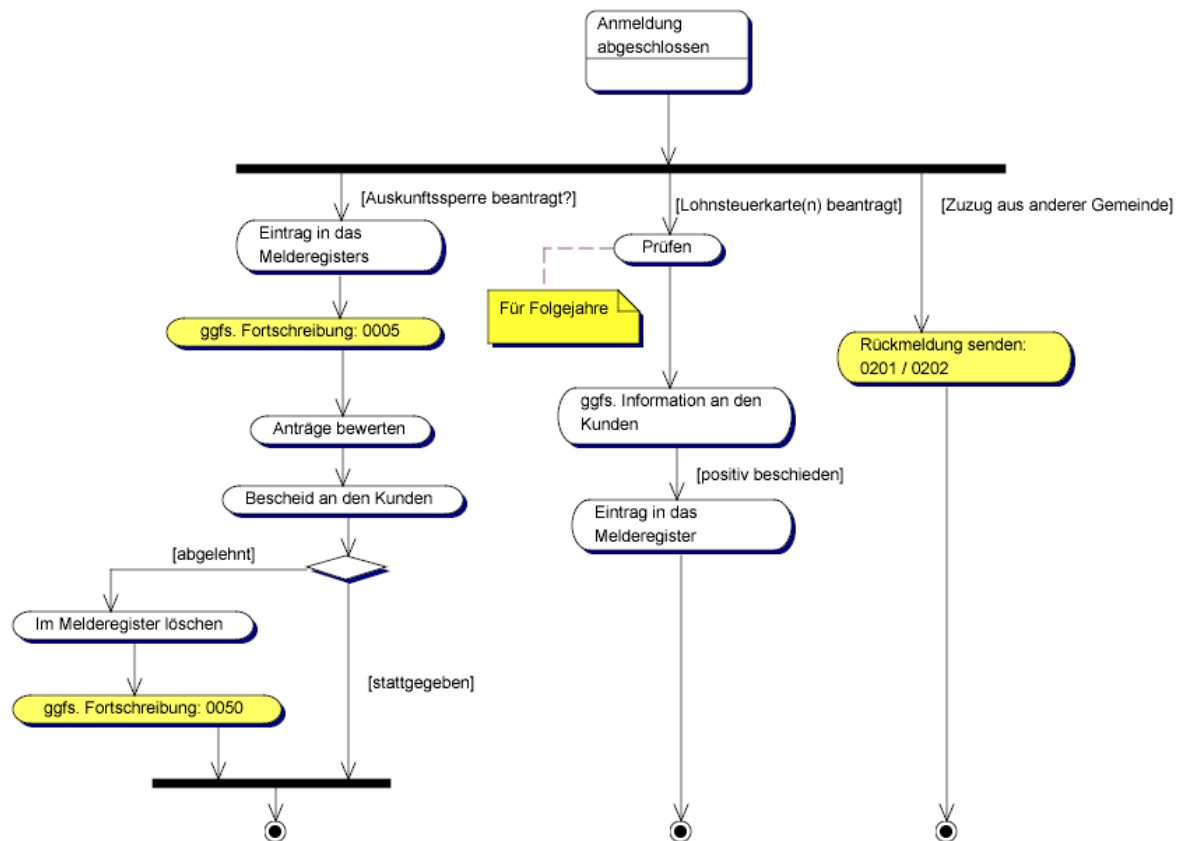 Anmeldung
abgeschlossen
[Auskunftssperre beantragt?]
[Lohnsteuerkarte(n) beantragt]
[Zuzug aus anderer Gemeinde]
Eintrag in das
Melderegisters
Prüfen
Für Folgejahre
ggfs. Fortschreibung: 0005
Rückmeldung senden:
0201 / 0202
ggfs. Information an den
Kunden
Anträge bewerten
[positiv beschieden]
Bescheid an den Kunden
Eintrag in das
Melderegister
[abgelehnt]
Im Melderegister löschen
[stattgegeben]
ggfs. Fortschreibung: 0050